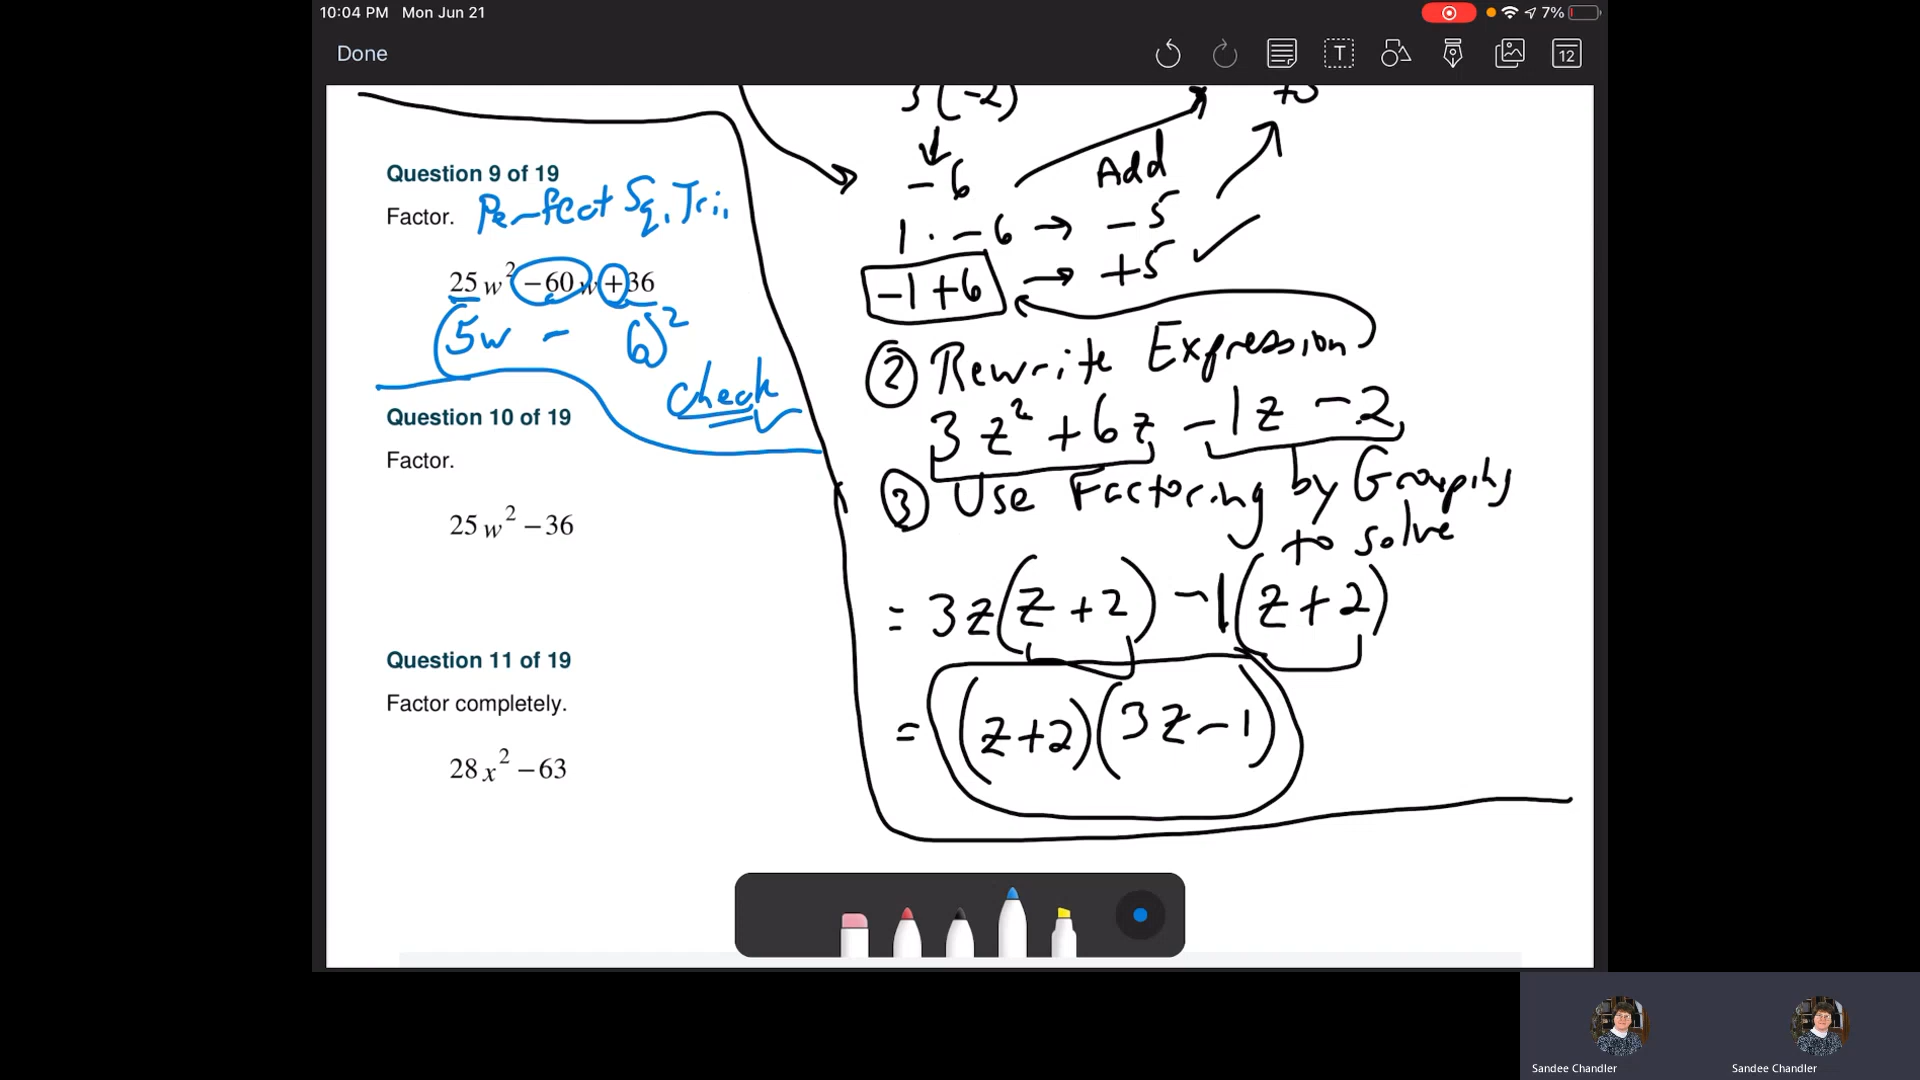 10:04 PM Mon Jun 21
7%
Done
T
12
Question 9 of 19
Factor. Perfect Sq. Tri.
25w² −60w +36
(5w − 6)²
check ✓
Question 10 of 19
Factor.
25w² −36
Question 11 of 19
Factor completely.
28x² −63
3(-2)
↓
-6
Add
1 · -6 → -5
-1 +6 → +5 ✓
② Rewrite Expression
3z² +6z -1z -2
③ Use Factoring by Grouping
to solve
= 3z(z+2) -1(z+2)
= (z+2)(3z-1)
Sandee Chandler
Sandee Chandler